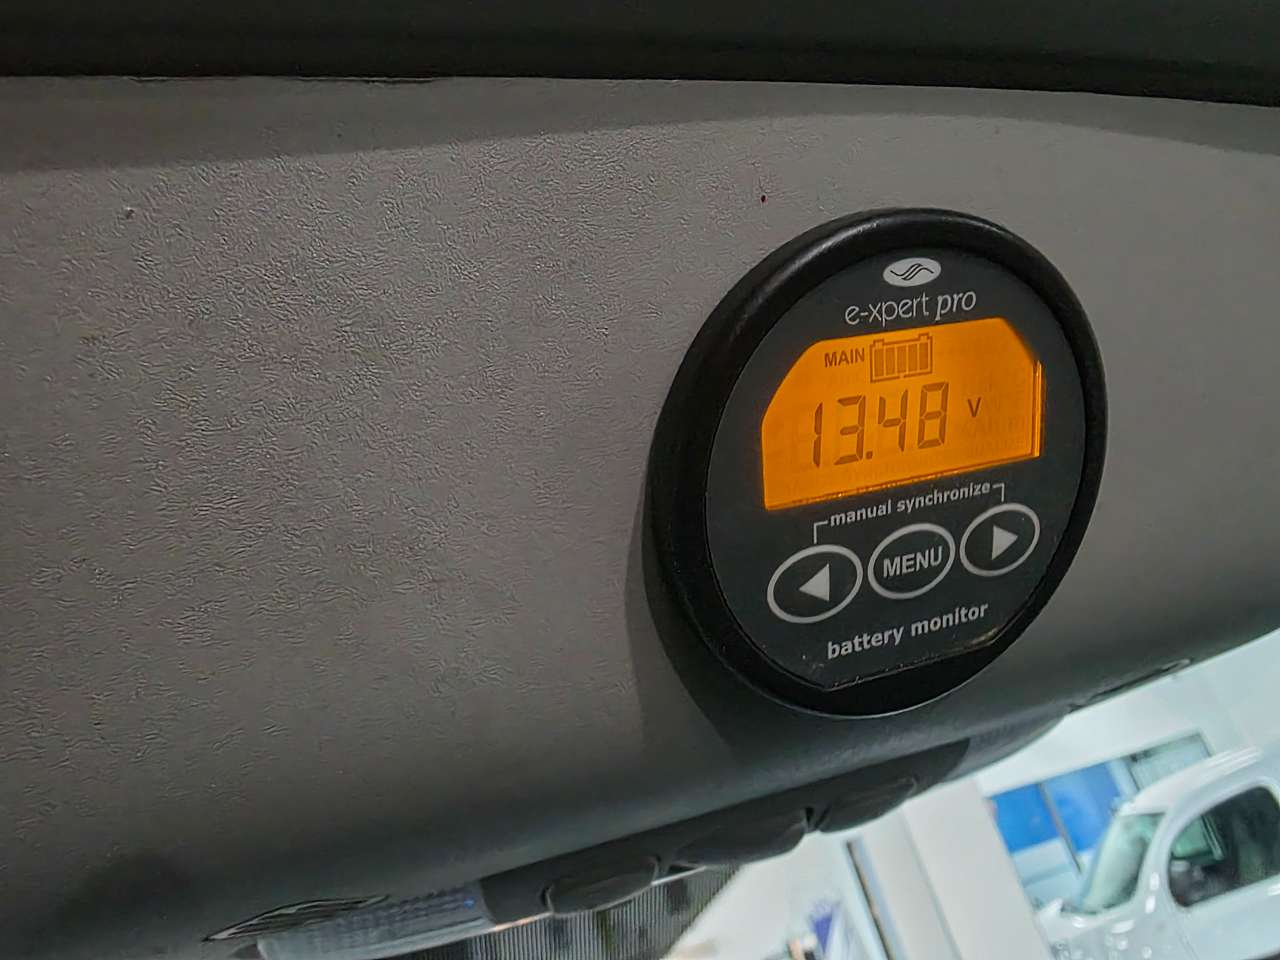 e-xpert pro
MAIN
13.48 V
manual synchronize
MENU
battery monitor